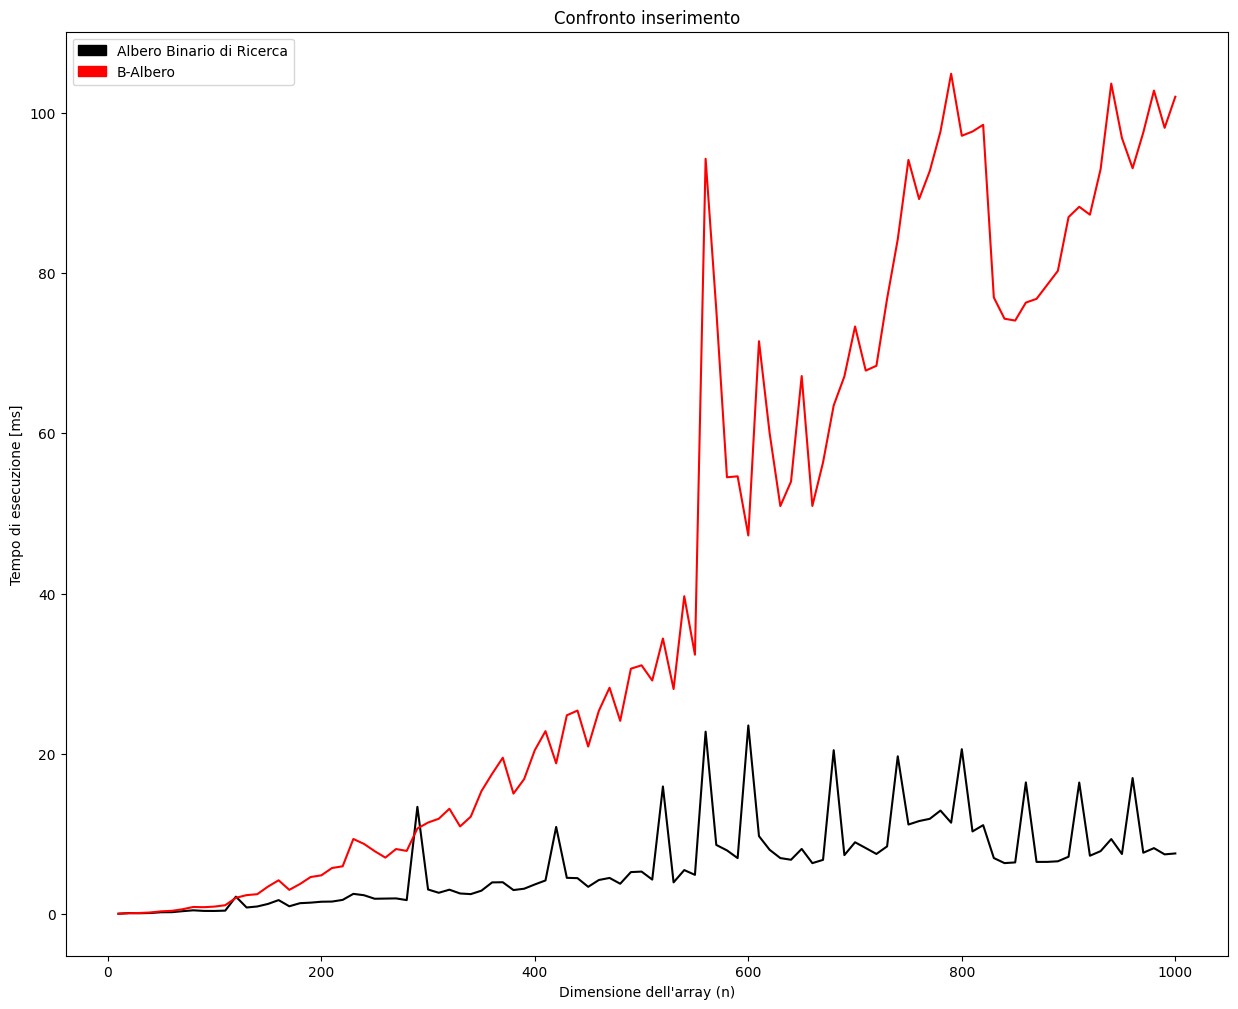 Confronto inserimento
Albero Binario di Ricerca
B-Albero
100
80
60
40
20
0
Tempo di esecuzione [ms]
0 200 400 600 800 1000
Dimensione dell'array (n)